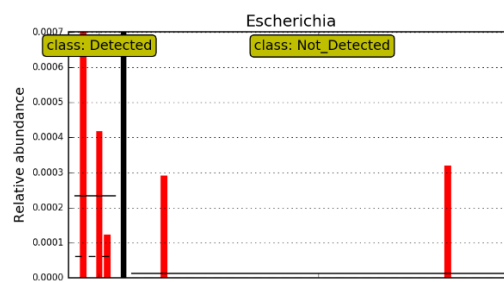 Escherichia
class: Detected
class: Not_Detected
Relative abundance
0.0007
0.0006
0.0005
0.0004
0.0003
0.0002
0.0001
0.0000